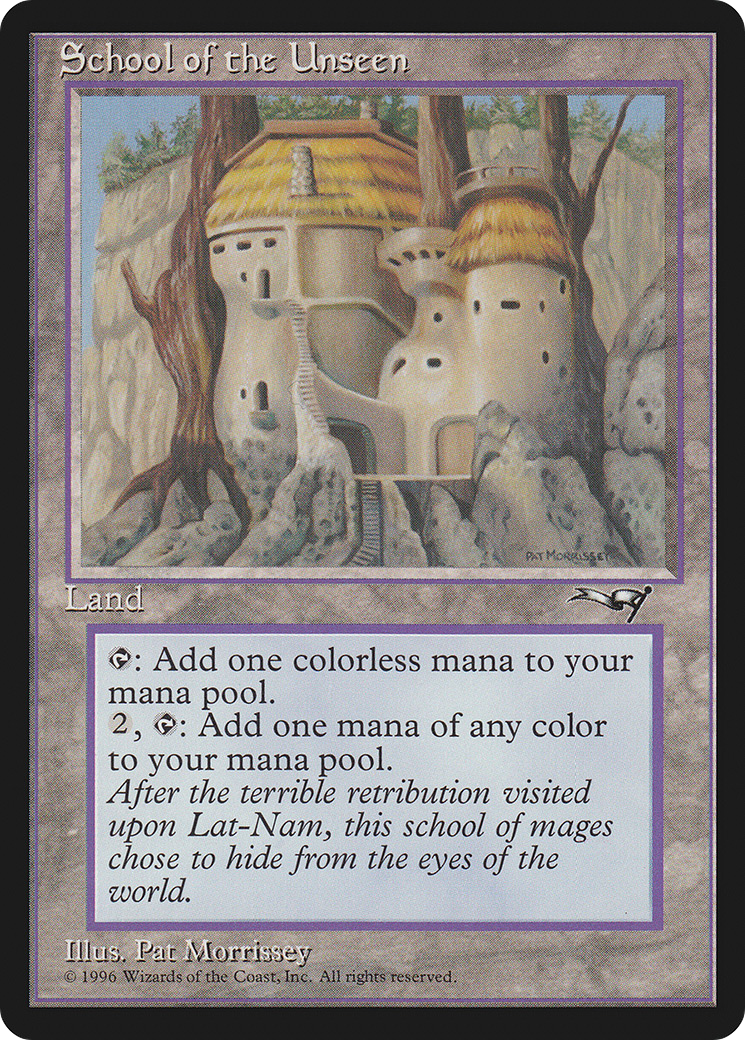 School of the Unseen
PAT MORRISSEY
Land
: Add one colorless mana to your
mana pool.
2, : Add one mana of any color
to your mana pool.
After the terrible retribution visited
upon Lat-Nam, this school of mages
chose to hide from the eyes of the
world.
Illus. Pat Morrissey
© 1996 Wizards of the Coast, Inc. All rights reserved.